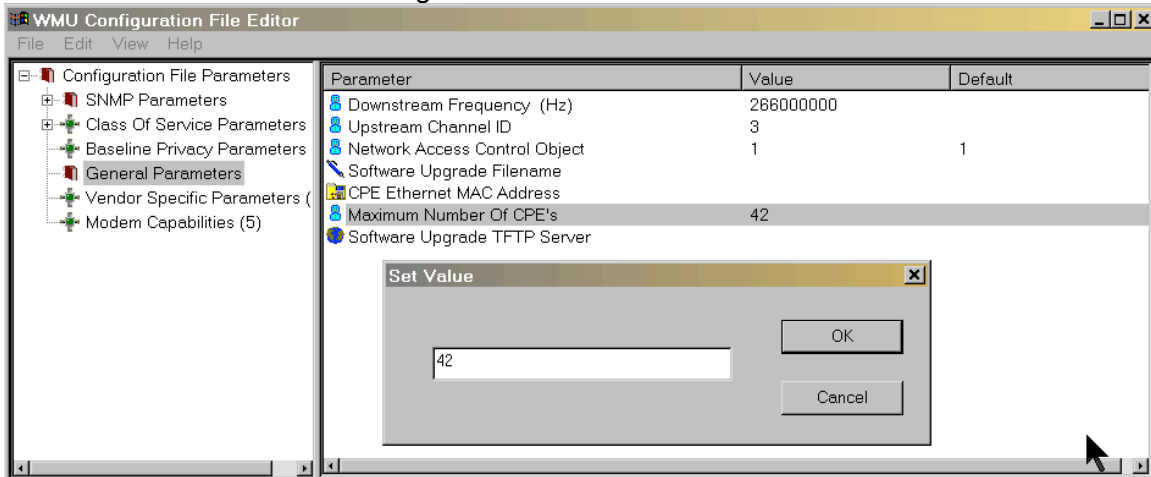 WMU Configuration File Editor
File Edit View Help
Configuration File Parameters
SNMP Parameters
Class Of Service Parameters
Baseline Privacy Parameters
General Parameters
Vendor Specific Parameters (
Modem Capabilities (5)
Parameter Value Default
Downstream Frequency (Hz) 266000000
Upstream Channel ID 3
Network Access Control Object 1 1
Software Upgrade Filename
CPE Ethernet MAC Address
Maximum Number Of CPE's 42
Software Upgrade TFTP Server
Set Value
42
OK
Cancel